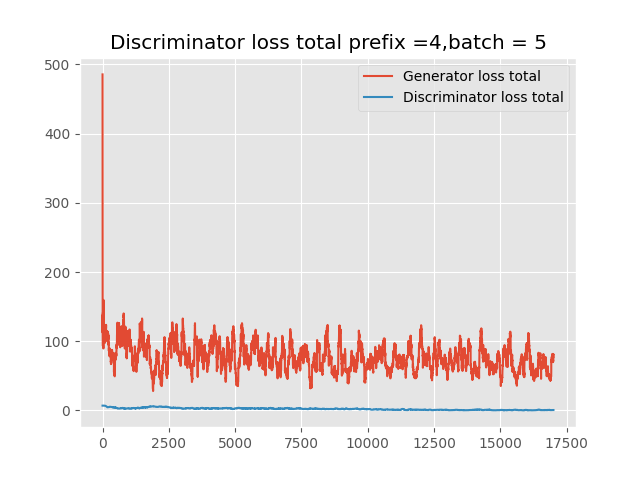 Discriminator loss total prefix =4,batch = 5
Generator loss total
Discriminator loss total
500
400
300
200
100
0
0 2500 5000 7500 10000 12500 15000 17500